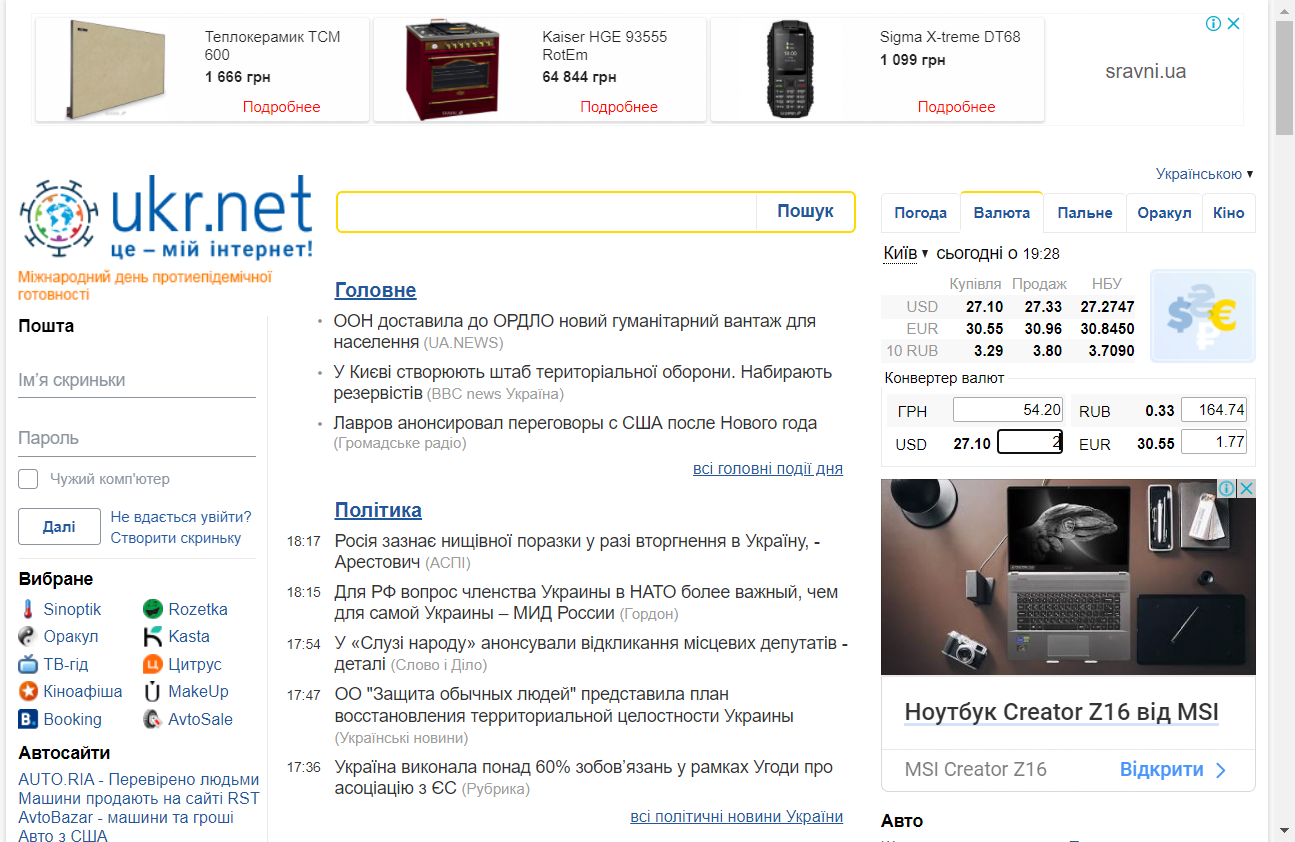 Теплокерамик ТСМ
600
1 666 грн
Подробнее
Kaiser HGE 93555
RotEm
64 844 грн
Подробнее
Sigma X-treme DT68
1 099 грн
Подробнее
sravni.ua
Українською ▾
ukr.net
це – мій інтернет!
Міжнародний день протиепідемічної
готовності
Пошук
Погода Валюта Пальне Оракул Кіно
Київ ▾ сьогодні о 19:28
Купівля Продаж НБУ
USD 27.10 27.33 27.2747
EUR 30.55 30.96 30.8450
10 RUB 3.29 3.80 3.7090
Конвертер валют
ГРН 54.20 RUB 0.33 164.74
USD 27.10 2 EUR 30.55 1.77
Пошта
Ім'я скриньки
Пароль
Чужий комп'ютер
Далі
Не вдається увійти?
Створити скриньку
Вибране
Sinoptik Rozetka
Оракул Kasta
ТВ-гід Цитрус
Кіноафіша MakeUp
Booking AvtoSale
Автосайти
AUTO.RIA - Перевірено людьми
Машини продають на сайті RST
AvtoBazar - машини та гроші
Авто з США
Головне
ООН доставила до ОРДЛО новий гуманітарний вантаж для
населення (UA.NEWS)
У Києві створюють штаб територіальної оборони. Набирають
резервістів (BBC news Україна)
Лавров анонсировал переговоры с США после Нового года
(Громадське радіо)
всі головні події дня
Політика
18:17 Росія зазнає нищівної поразки у разі вторгнення в Україну, -
Арестович (АСПІ)
18:15 Для РФ вопрос членства Украины в НАТО более важный, чем
для самой Украины – МИД России (Гордон)
17:54 У «Слузі народу» анонсували відкликання місцевих депутатів -
деталі (Слово і Діло)
17:47 ОО "Защита обычных людей" представила план
восстановления территориальной целостности Украины
(Українські новини)
17:36 Україна виконала понад 60% зобов'язань у рамках Угоди про
асоціацію з ЄС (Рубрика)
всі політичні новини України
Ноутбук Creator Z16 від MSI
MSI Creator Z16 Відкрити
Авто